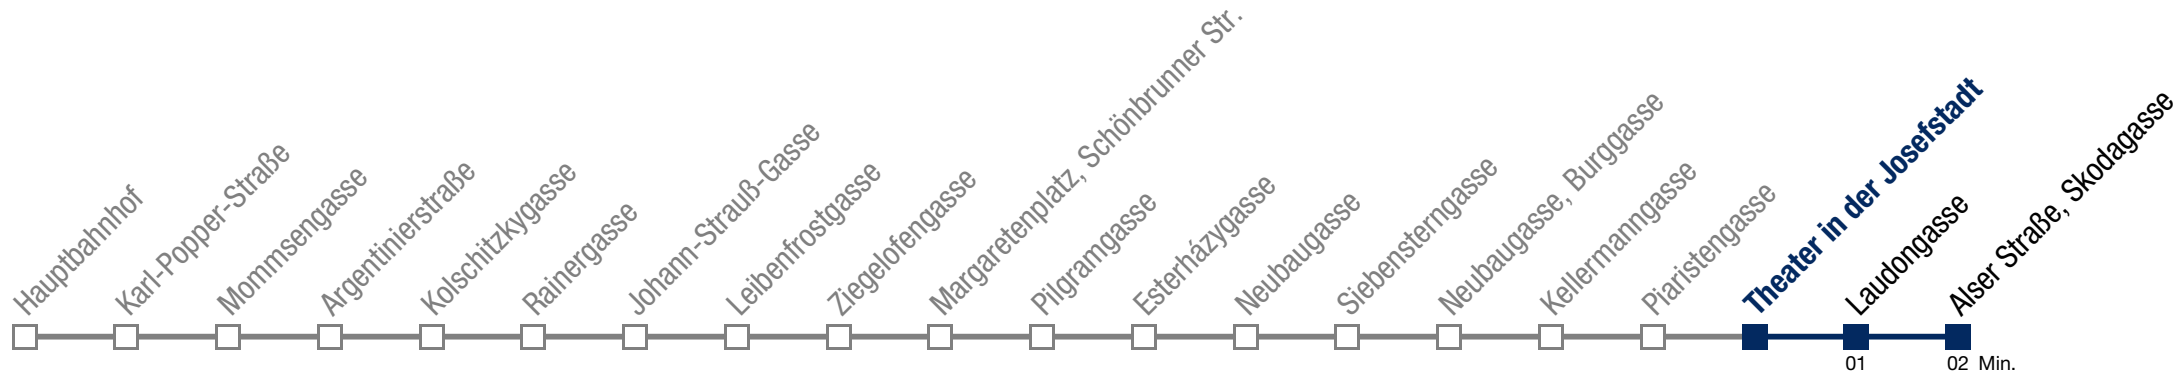 Hauptbahnhof
Karl-Popper-Straße
Mommsengasse
Argentinierstraße
Kolschitzkygasse
Rainergasse
Johann-Strauß-Gasse
Leibenfrostgasse
Ziegelofengasse
Margaretenplatz, Schönbrunner Str.
Pilgramgasse
Esterházygasse
Neubaugasse
Siebensterngasse
Neubaugasse, Burggasse
Kellermanngasse
Piaristengasse
Theater in der Josefstadt
Laudongasse
Alser Straße, Skodagasse
01 02 Min.